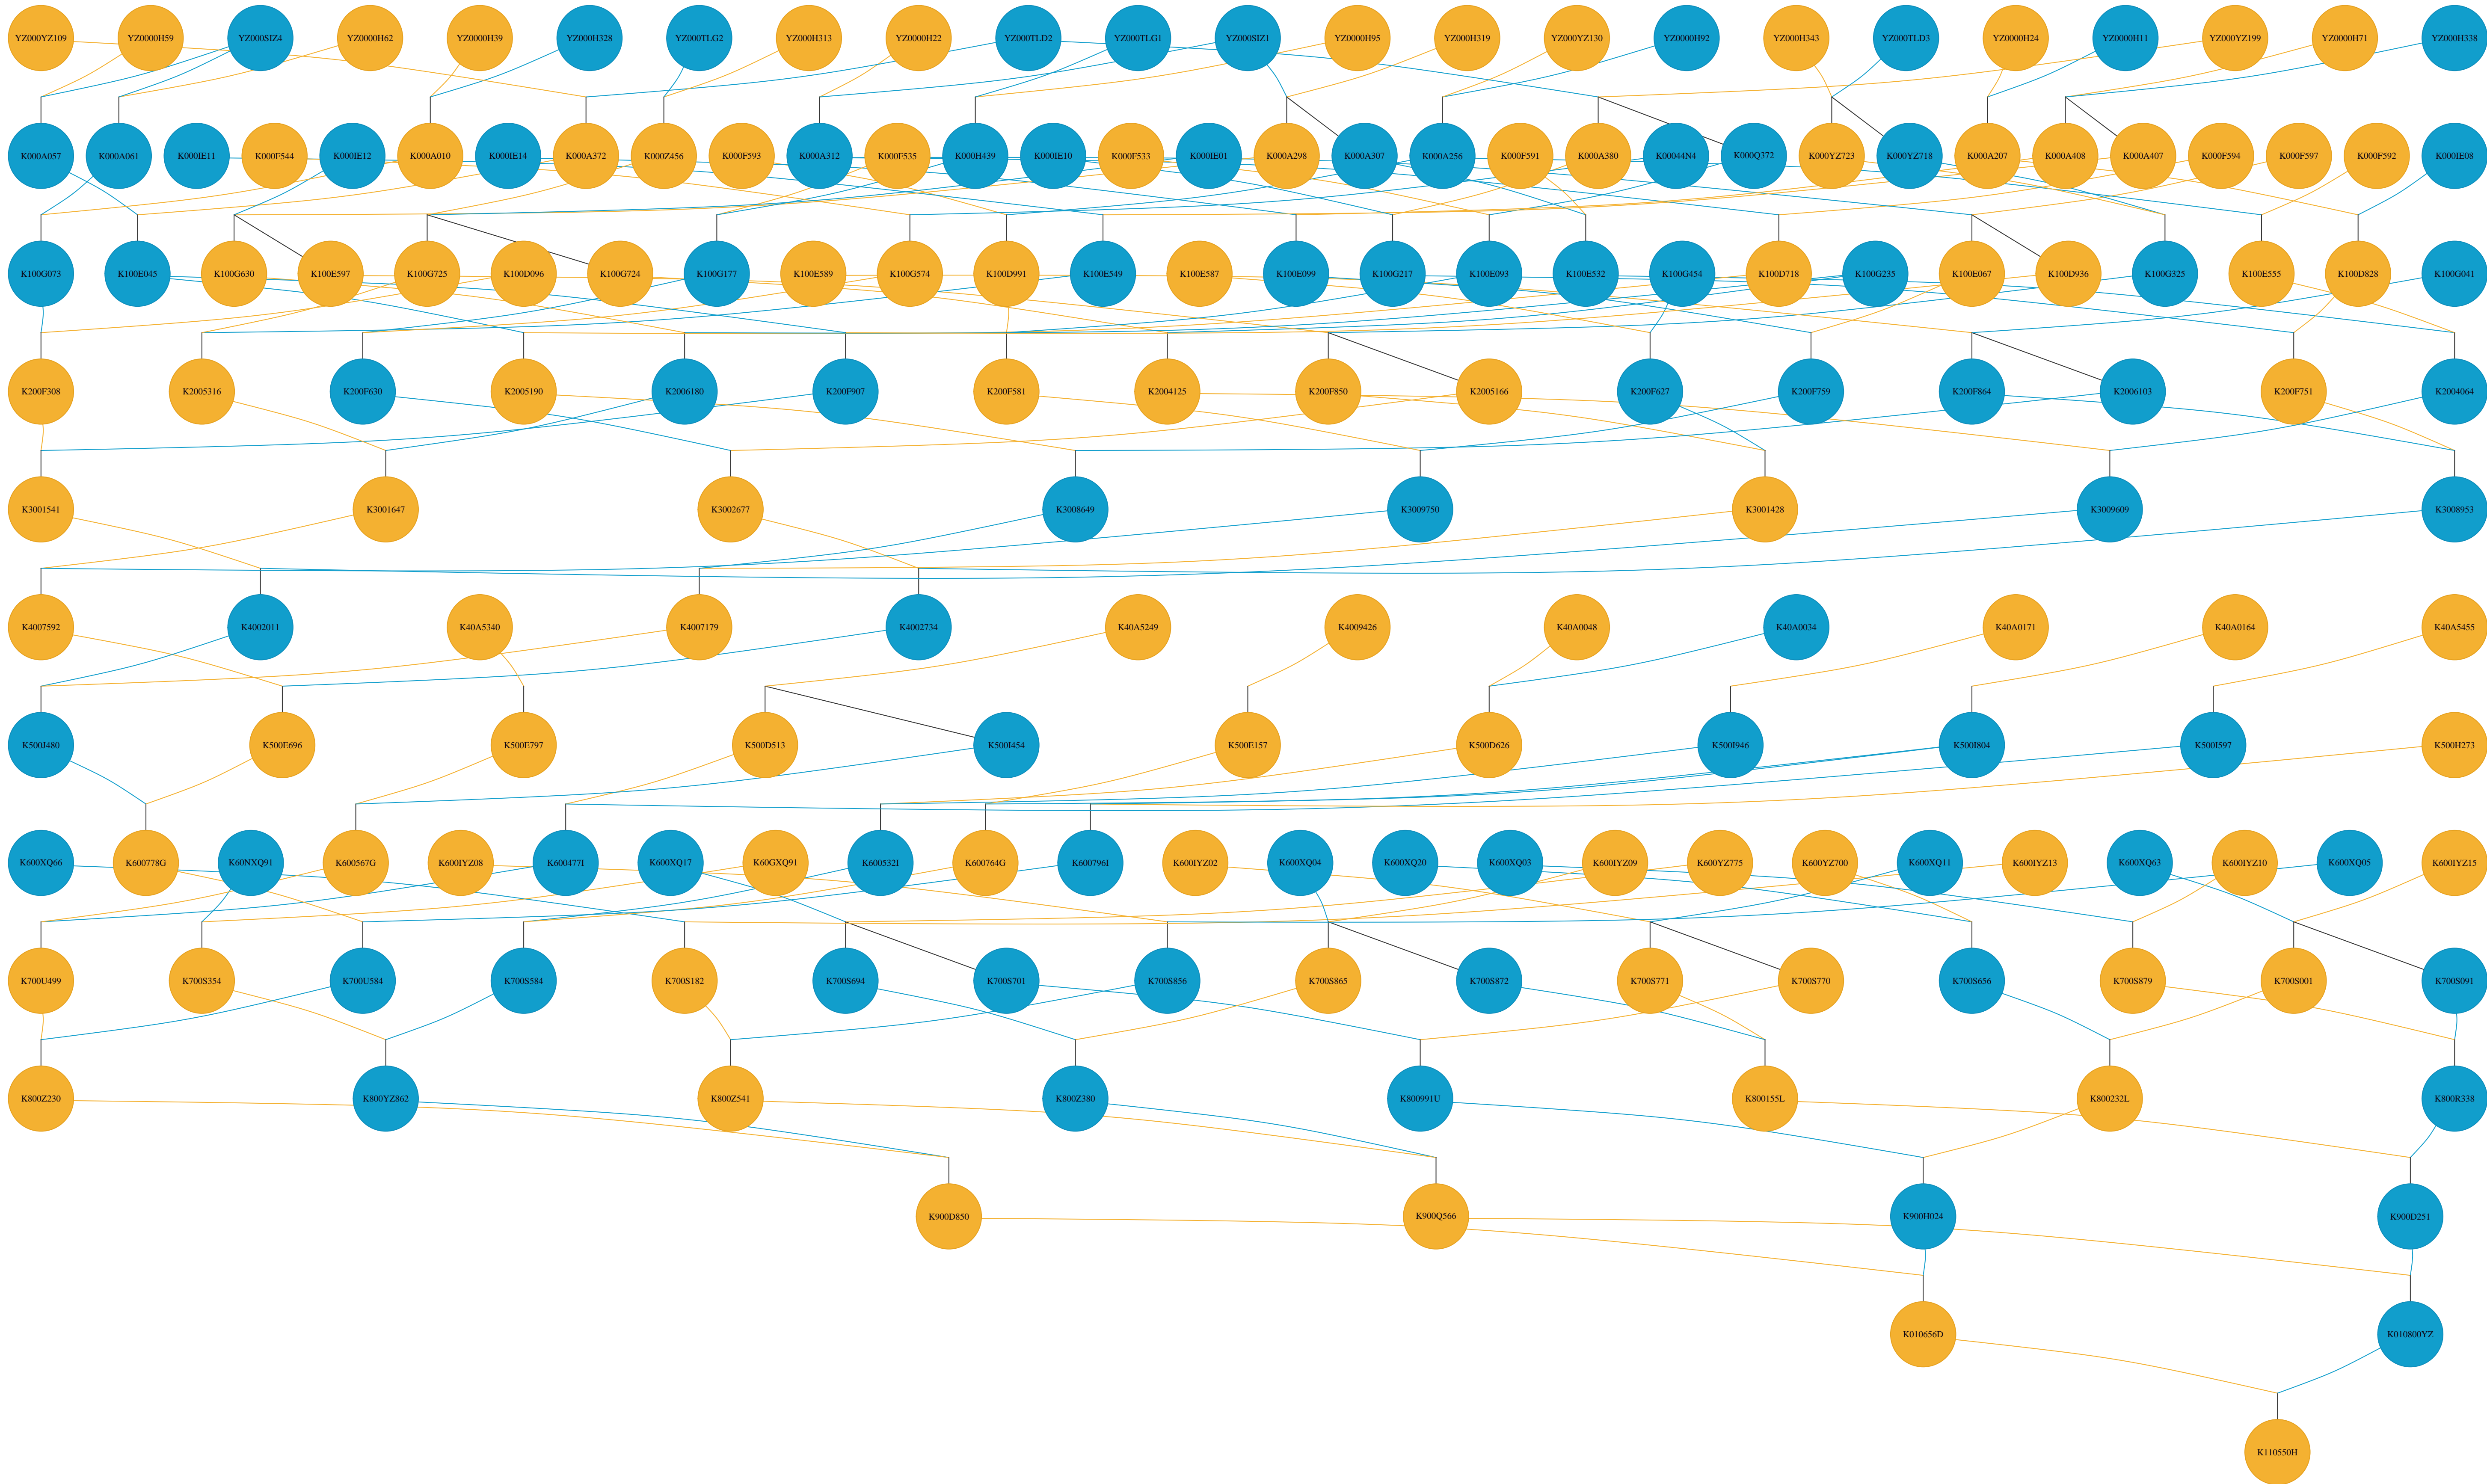 YZ000YZ109 YZ0000H59 YZ000SIZ4 YZ0000H62 YZ0000H39 YZ0000H328 YZ000TLG2 YZ000H313 YZ0000H22 YZ000TLD2 YZ000TLG1 YZ000SIZ1 YZ0000H95 YZ000H319 YZ000YZ130 YZ0000H92 YZ000H343 YZ000TLD3 YZ0000H24 YZ0000H11 YZ000YZ199 YZ0000H71 YZ000H338
K000A057 K000A061 K000IE11 K000F544 K000IE12 K000A010 K000IE14 K000A372 K000Z456 K000F593 K000A312 K000F535 K000H439 K000IE10 K000F533 K000IE01 K000A298 K000A307 K000A256 K000F591 K000A380 K00044N4 K000Q372 K000YZ723 K000YZ718 K000A207 K000A408 K000A407 K000F594 K000F597 K000F592 K000IE08
K100G073 K100E045 K100G630 K100E597 K100G725 K100D096 K100G724 K100G177 K100E589 K100G574 K100D991 K100E549 K100E587 K100E099 K100G217 K100E093 K100E532 K100G454 K100D718 K100G235 K100E067 K100D936 K100G325 K100E555 K100D828 K100G041
K200F308 K2005316 K200F630 K2005190 K2006180 K200F907 K200F581 K2004125 K200F850 K2005166 K200F627 K200F759 K200F864 K2006103 K200F751 K2004064
K3001541 K3001647 K3002677 K3008649 K3009750 K3001428 K3009609 K3008953
K4007592 K4002011 K40A5340 K4007179 K4002734 K40A5249 K4009426 K40A0048 K40A0034 K40A0171 K40A0164 K40A5455
K500J480 K500E696 K500E797 K500D513 K500I454 K500E157 K500D626 K500I946 K500I804 K500I597 K500H273
K600XQ66 K600778G K60NXQ91 K600567G K600IYZ08 K600477I K600XQ17 K60GXQ91 K600532I K600764G K600796I K600IYZ02 K600XQ04 K600XQ20 K600XQ03 K600IYZ09 K600YZ775 K600YZ700 K600XQ11 K600IYZ13 K600XQ63 K600IYZ10 K600XQ05 K600IYZ15
K700U499 K700S354 K700U584 K700S584 K700S182 K700S694 K700S701 K700S856 K700S865 K700S872 K700S771 K700S770 K700S656 K700S879 K700S001 K700S091
K800Z230 K800YZ862 K800Z541 K800Z380 K800991U K800155L K800232L K800R338
K900D850 K900Q566 K900H024 K900D251
K010656D K010800YZ
K110550H